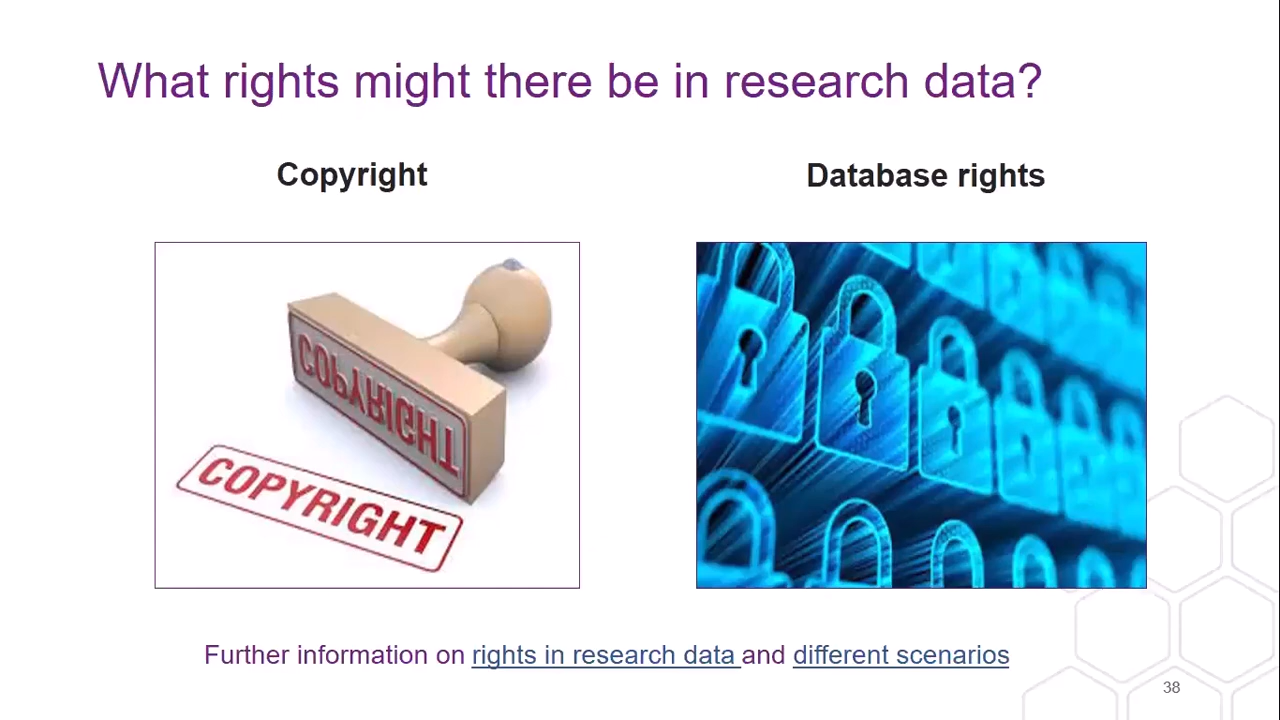 What rights might there be in research data?
Copyright
Database rights
COPYRIGHT
COPYRIGHT
Further information on rights in research data and different scenarios
38